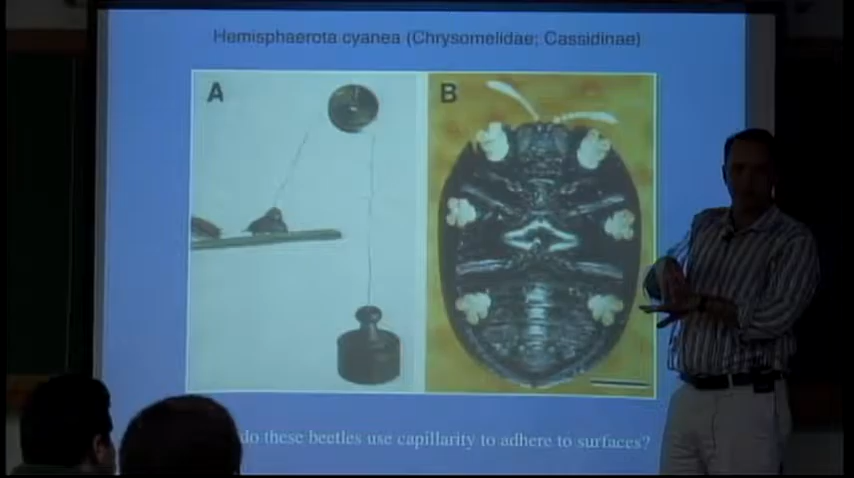 Hemisphaerota cyanea (Chrysomelidae; Cassidinae)
A
B
do these beetles use capillarity to adhere to surfaces?